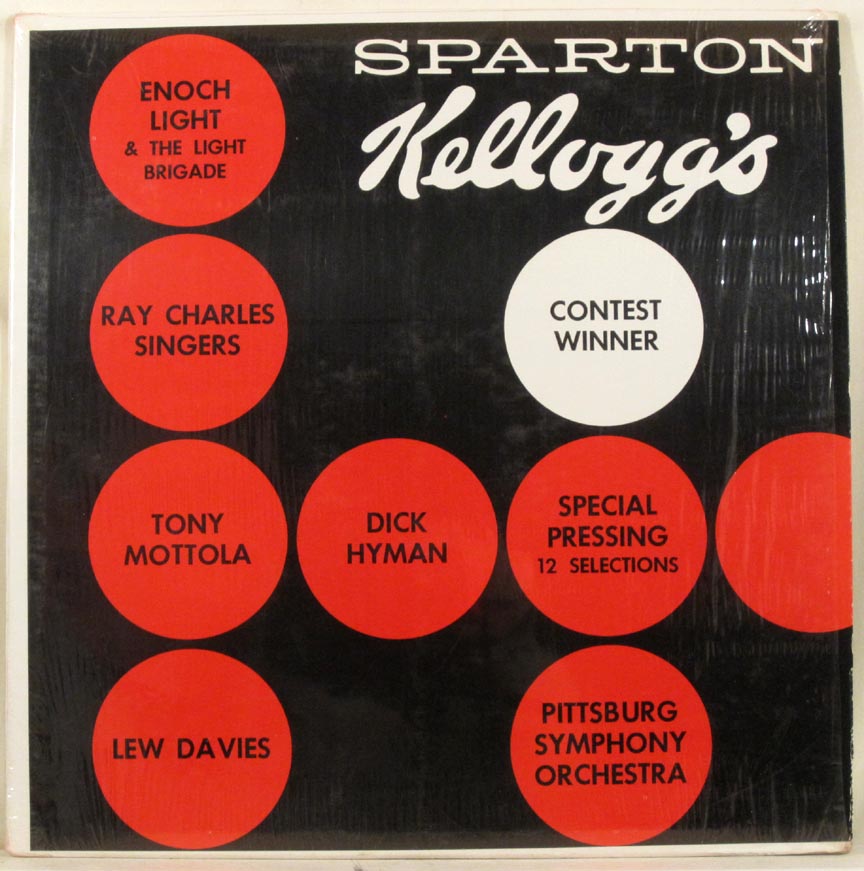 SPARTON
Kellogg's
ENOCH
LIGHT
& THE LIGHT
BRIGADE
RAY CHARLES
SINGERS
CONTEST
WINNER
TONY
MOTTOLA
DICK
HYMAN
SPECIAL
PRESSING
12 SELECTIONS
LEW DAVIES
PITTSBURG
SYMPHONY
ORCHESTRA